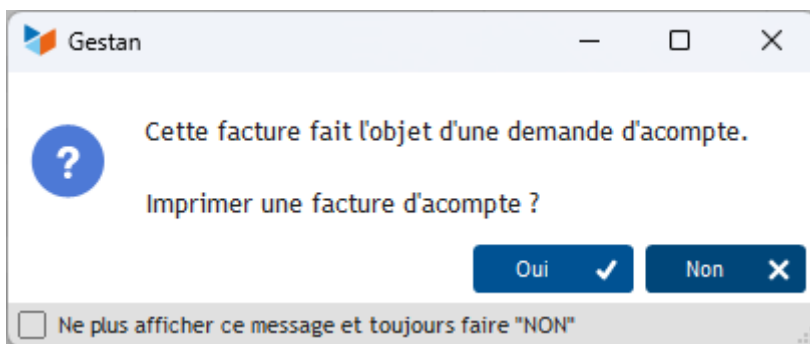 Gestan
Cette facture fait l'objet d'une demande d'acompte.
Imprimer une facture d'acompte ?
Oui
Non
Ne plus afficher ce message et toujours faire "NON"